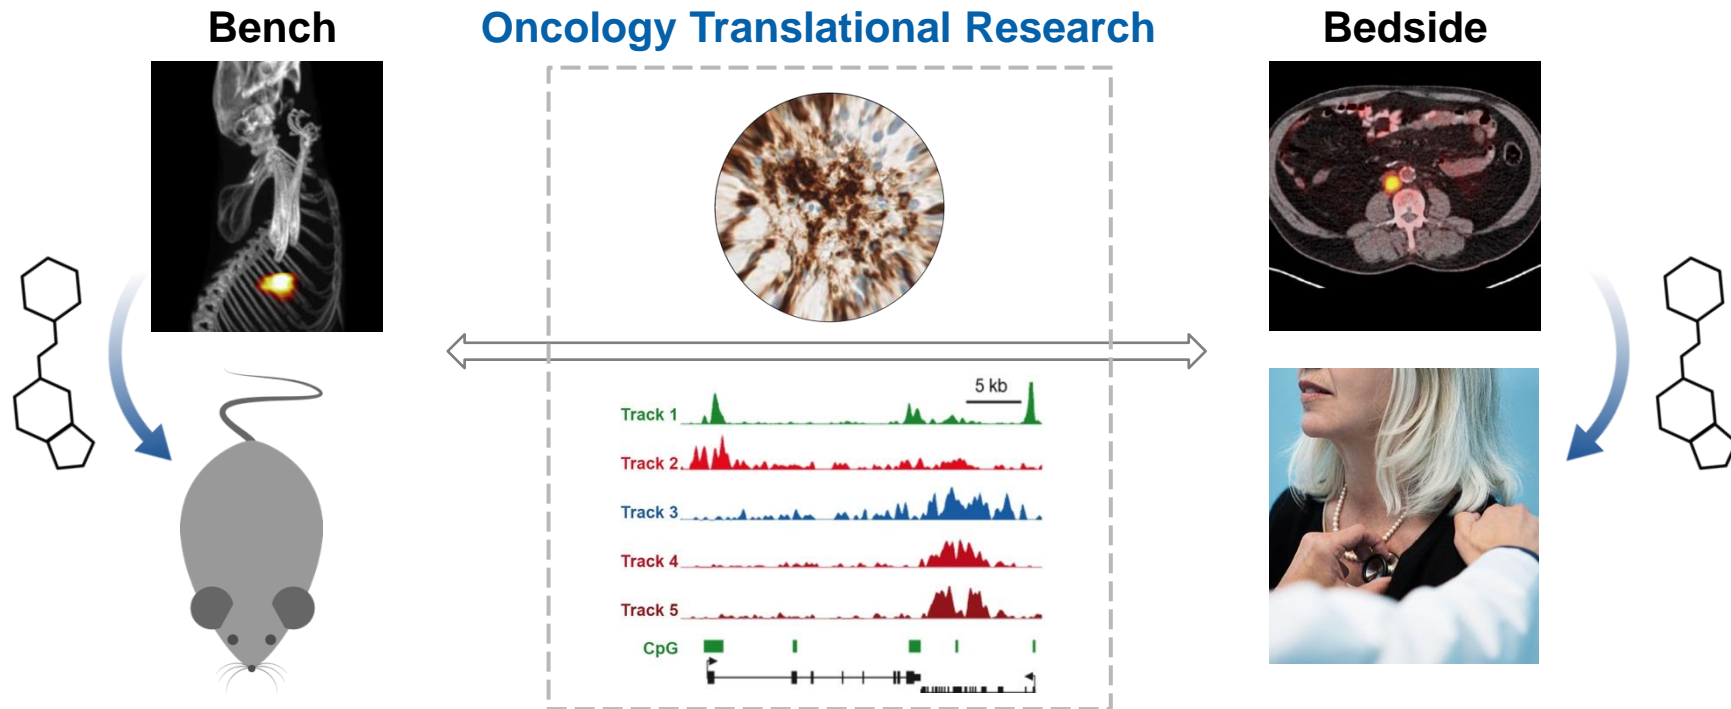 Bench
Oncology Translational Research
Bedside
5 kb
Track 1
Track 2
Track 3
Track 4
Track 5
CpG